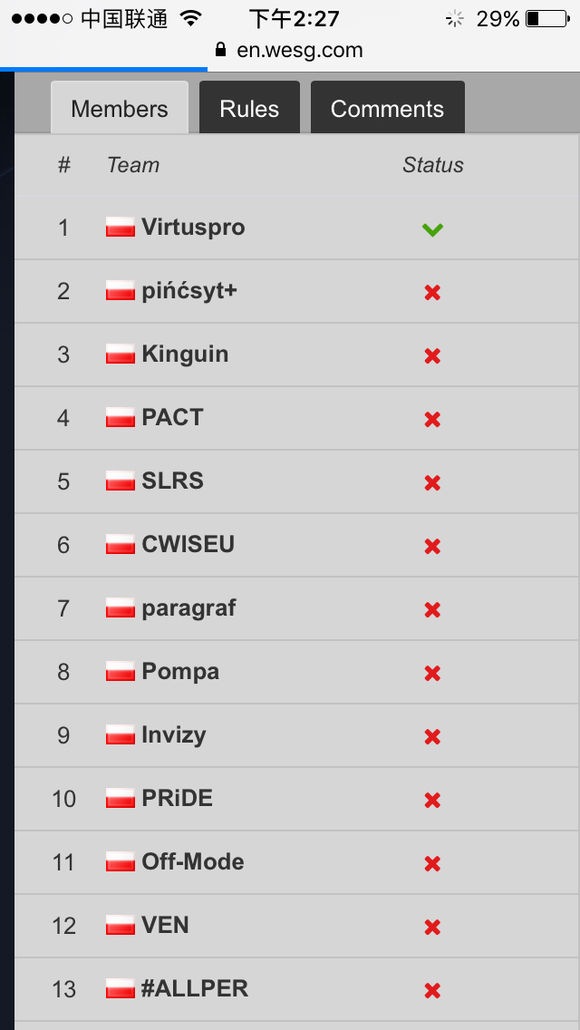 中国联通 下午2:27 29%
en.wesg.com
Members Rules Comments
# Team Status
1 Virtuspro
2 pińćsyt+
3 Kinguin
4 PACT
5 SLRS
6 CWISEU
7 paragraf
8 Pompa
9 Invizy
10 PRiDE
11 Off-Mode
12 VEN
13 #ALLPER